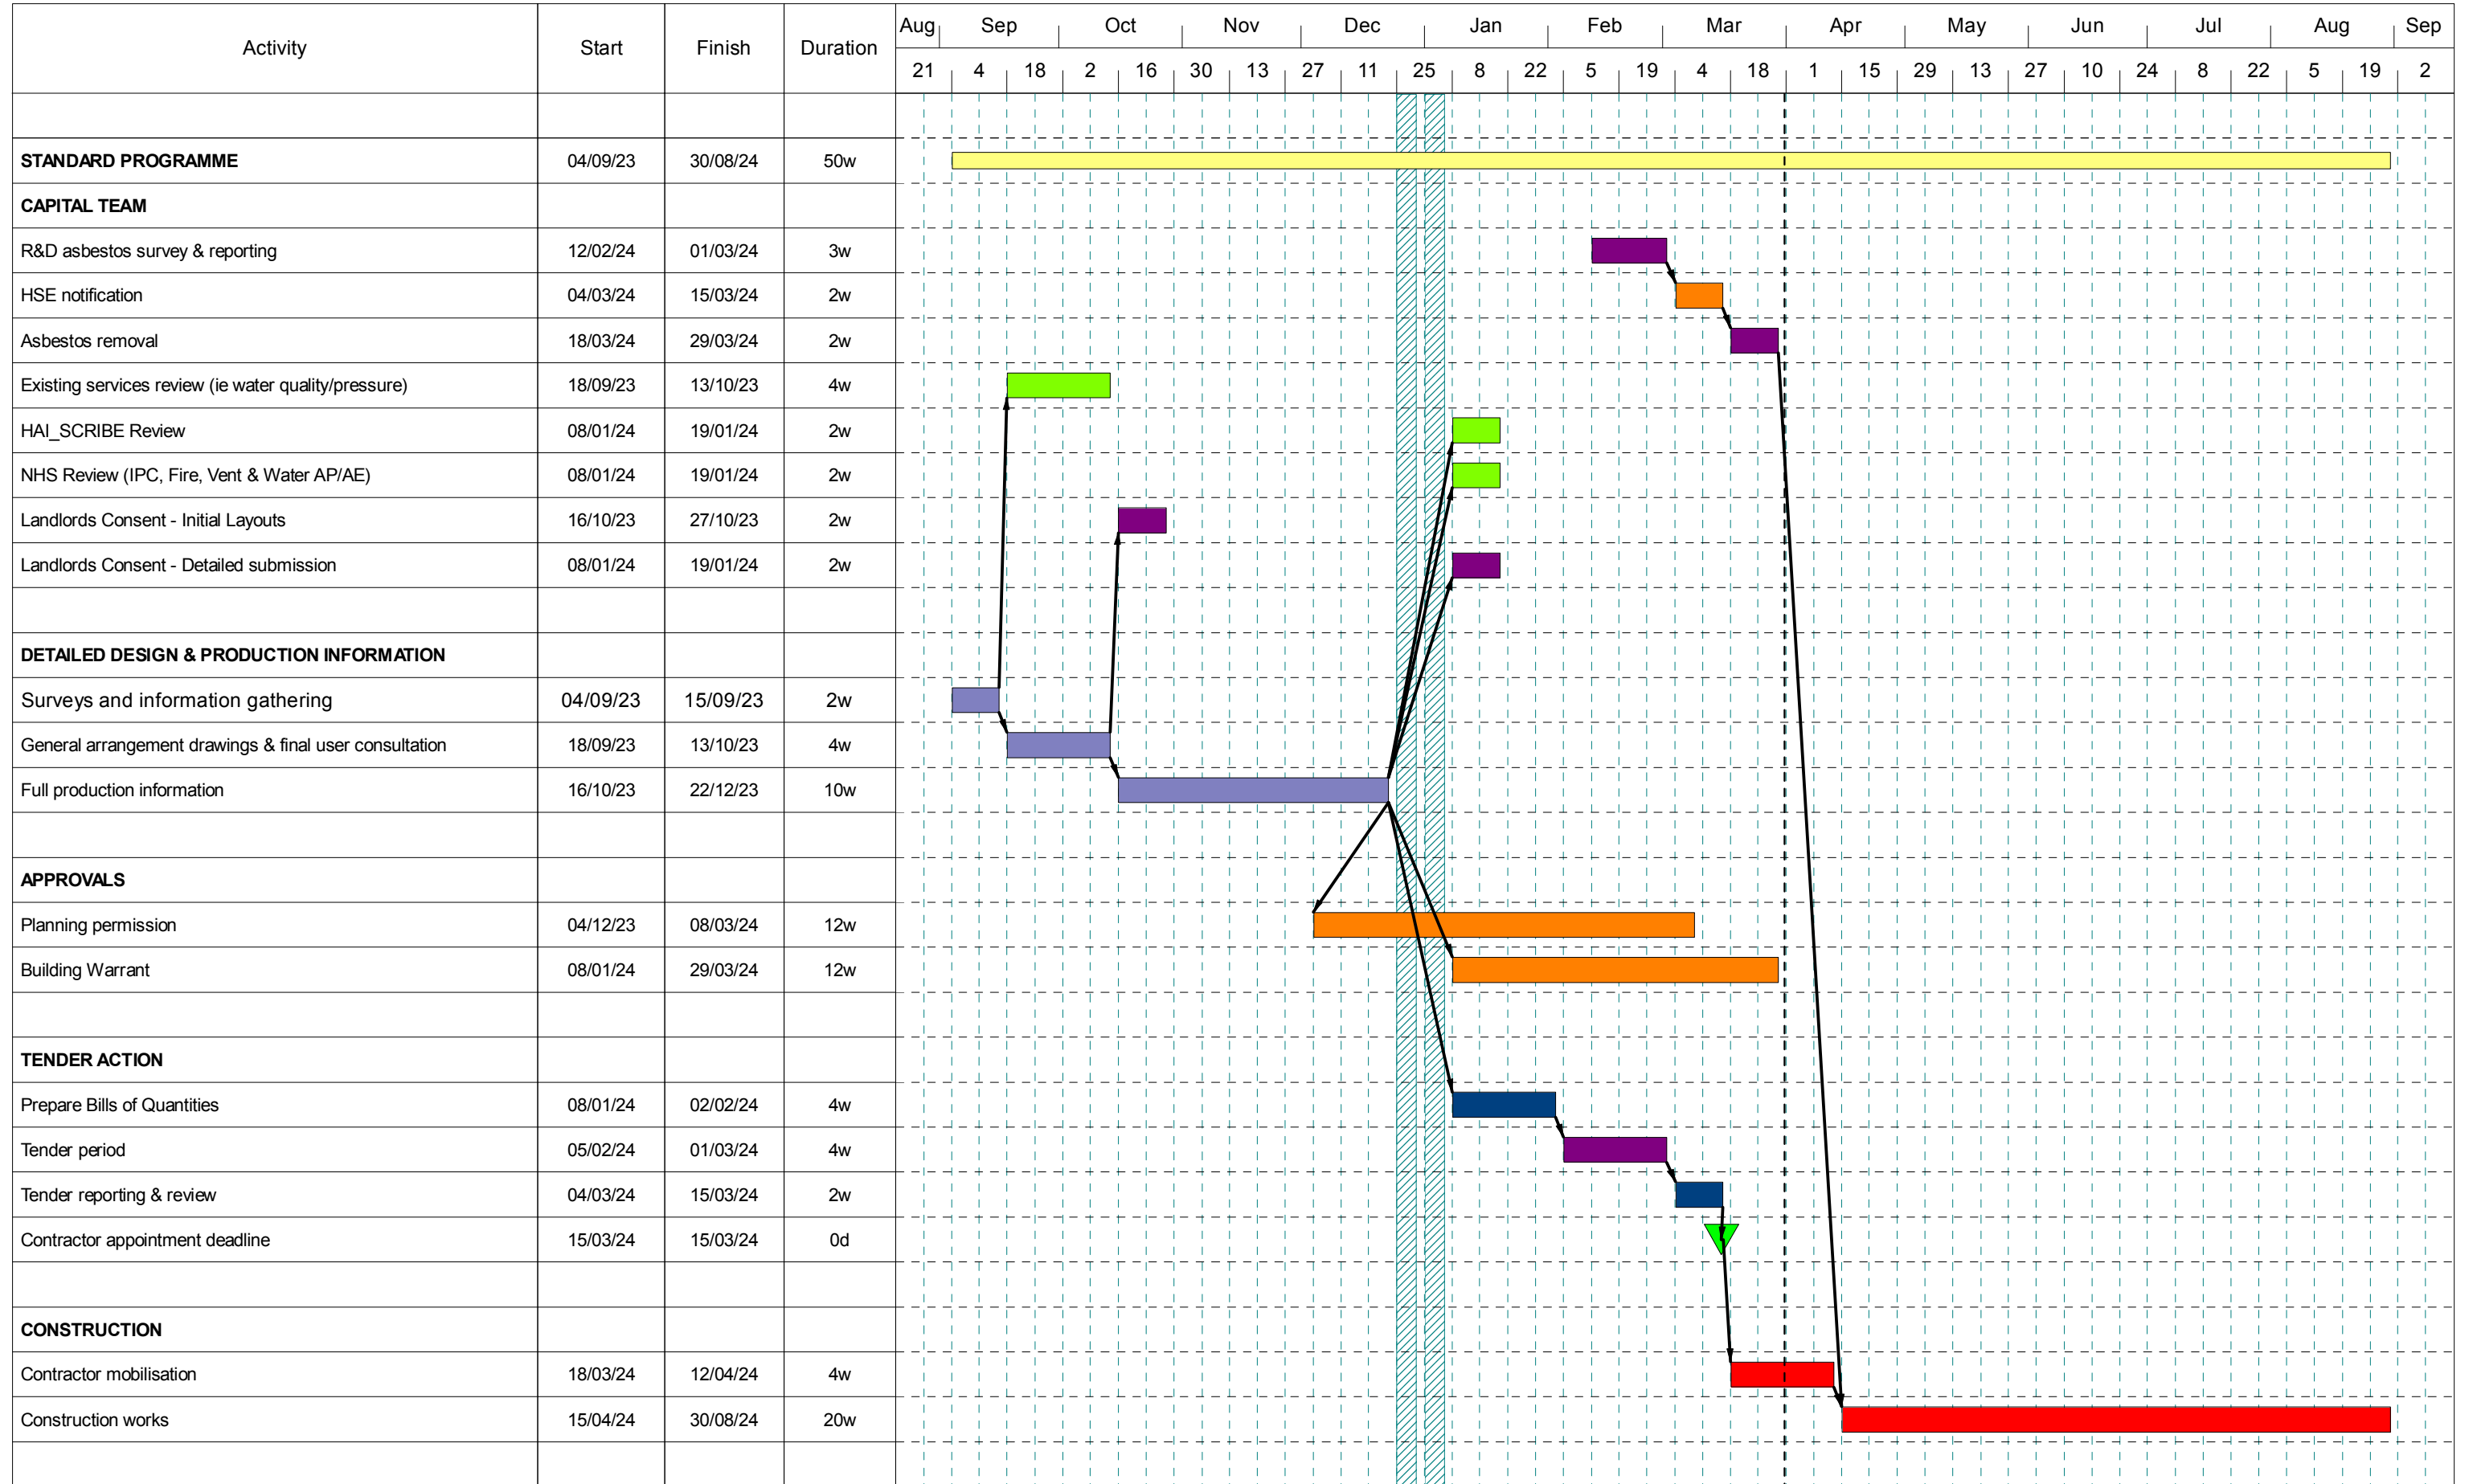 Activity Start Finish Duration Aug Sep Oct Nov Dec Jan Feb Mar Apr May Jun Jul Aug Sep
21 4 18 2 16 30 13 27 11 25 8 22 5 19 4 18 1 15 29 13 27 10 24 8 22 5 19 2
STANDARD PROGRAMME 04/09/23 30/08/24 50w
CAPITAL TEAM
R&D asbestos survey & reporting 12/02/24 01/03/24 3w
HSE notification 04/03/24 15/03/24 2w
Asbestos removal 18/03/24 29/03/24 2w
Existing services review (ie water quality/pressure) 18/09/23 13/10/23 4w
HAI_SCRIBE Review 08/01/24 19/01/24 2w
NHS Review (IPC, Fire, Vent & Water AP/AE) 08/01/24 19/01/24 2w
Landlords Consent - Initial Layouts 16/10/23 27/10/23 2w
Landlords Consent - Detailed submission 08/01/24 19/01/24 2w
DETAILED DESIGN & PRODUCTION INFORMATION
Surveys and information gathering 04/09/23 15/09/23 2w
General arrangement drawings & final user consultation 18/09/23 13/10/23 4w
Full production information 16/10/23 22/12/23 10w
APPROVALS
Planning permission 04/12/23 08/03/24 12w
Building Warrant 08/01/24 29/03/24 12w
TENDER ACTION
Prepare Bills of Quantities 08/01/24 02/02/24 4w
Tender period 05/02/24 01/03/24 4w
Tender reporting & review 04/03/24 15/03/24 2w
Contractor appointment deadline 15/03/24 15/03/24 0d
CONSTRUCTION
Contractor mobilisation 18/03/24 12/04/24 4w
Construction works 15/04/24 30/08/24 20w